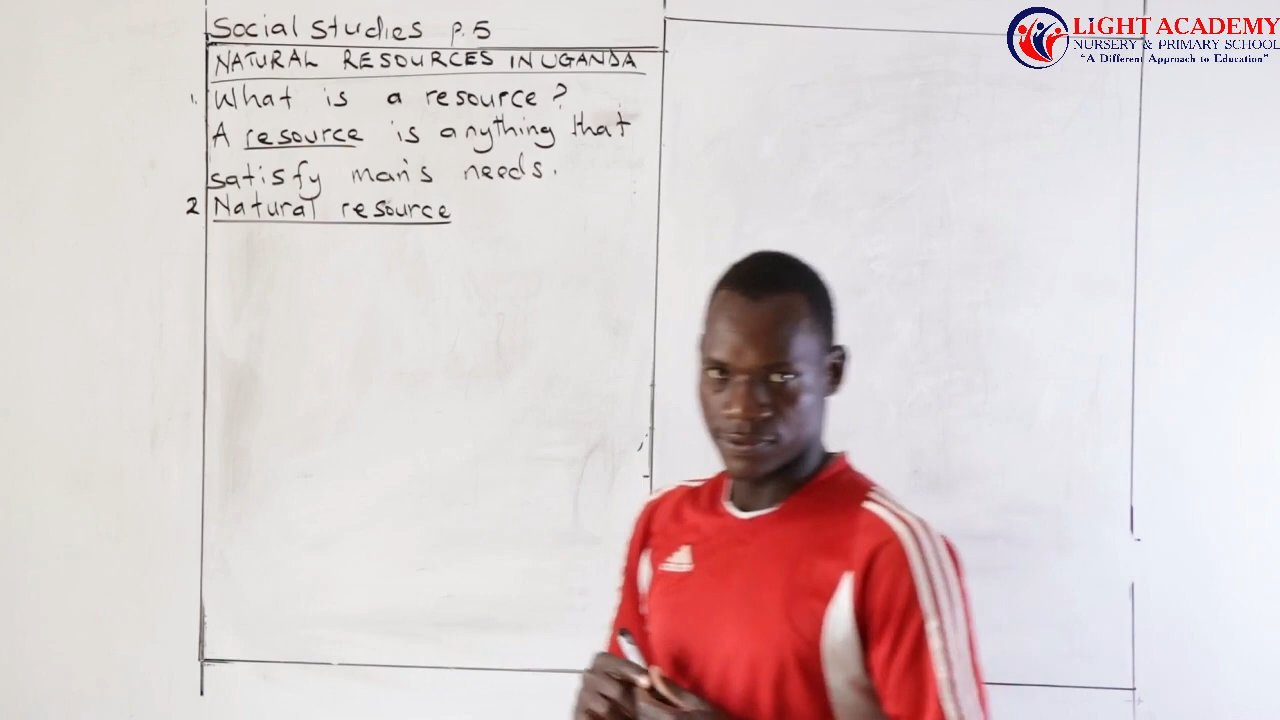 Social studies p.5
NATURAL RESOURCES IN UGANDA
1. What is a resource?
A resource is anything that
satisfy man's needs.
2 Natural resource
LIGHT ACADEMY
NURSERY & PRIMARY SCHOOL
"A Different Approach to Education"
adidas